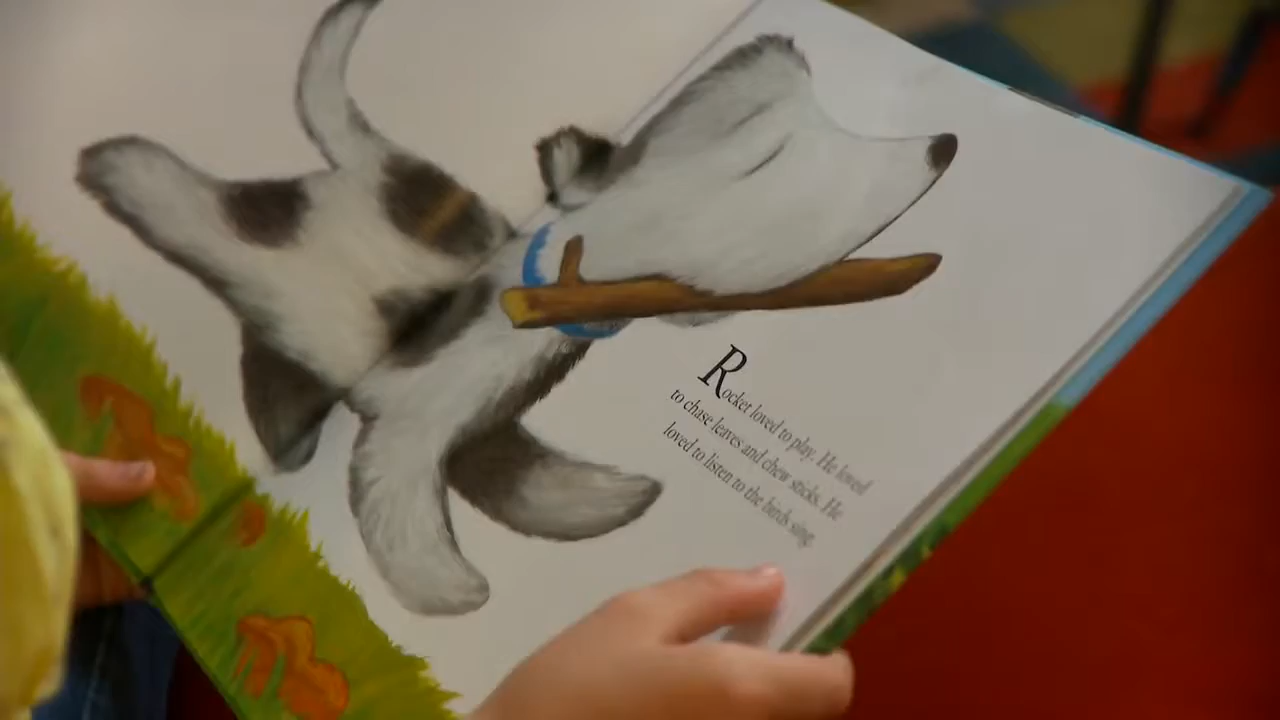 Rocket loved to play. He loved
to chase leaves and chew sticks. He
loved to listen to the birds sing.